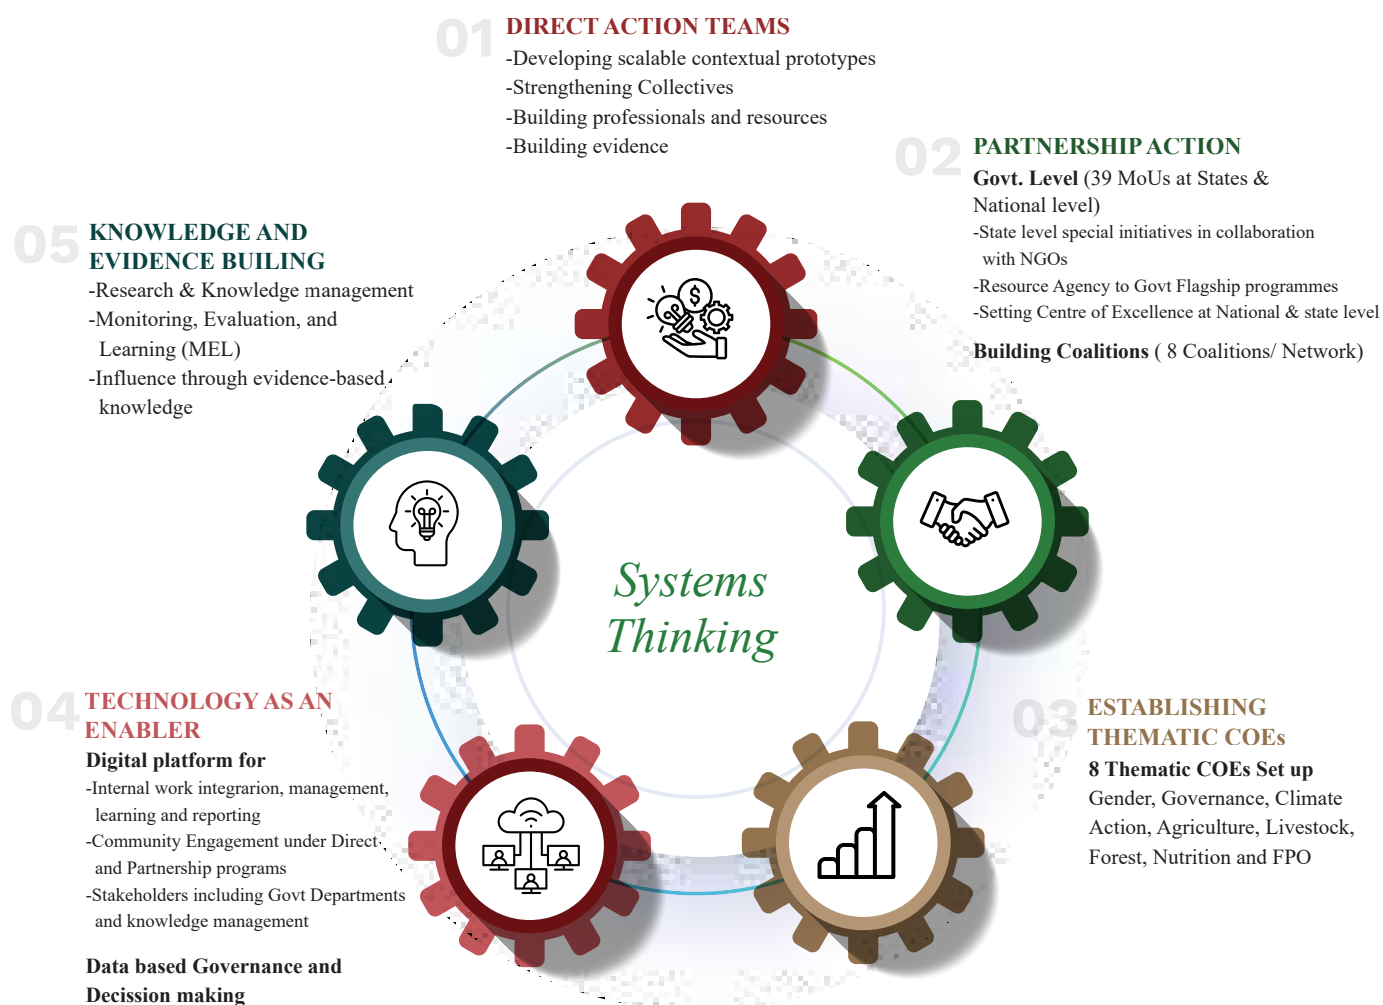 01
DIRECT ACTION TEAMS
-Developing scalable contextual prototypes
-Strengthening Collectives
-Building professionals and resources
-Building evidence
02
PARTNERSHIP ACTION
Govt. Level (39 MoUs at States &
National level)
-State level special initiatives in collaboration
with NGOs
-Resource Agency to Govt Flagship programmes
-Setting Centre of Excellence at National & state level
Building Coalitions ( 8 Coalitions/ Network)
03
ESTABLISHING
THEMATIC COEs
8 Thematic COEs Set up
Gender, Governance, Climate
Action, Agriculture, Livestock,
Forest, Nutrition and FPO
04
TECHNOLOGY AS AN
ENABLER
Digital platform for
-Internal work integrarion, management,
learning and reporting
-Community Engagement under Direct
and Partnership programs
-Stakeholders including Govt Departments
and knowledge management
Data based Governance and
Decission making
05
KNOWLEDGE AND
EVIDENCE BUILING
-Research & Knowledge management
-Monitoring, Evaluation, and
Learning (MEL)
-Influence through evidence-based
knowledge
$
Systems
Thinking